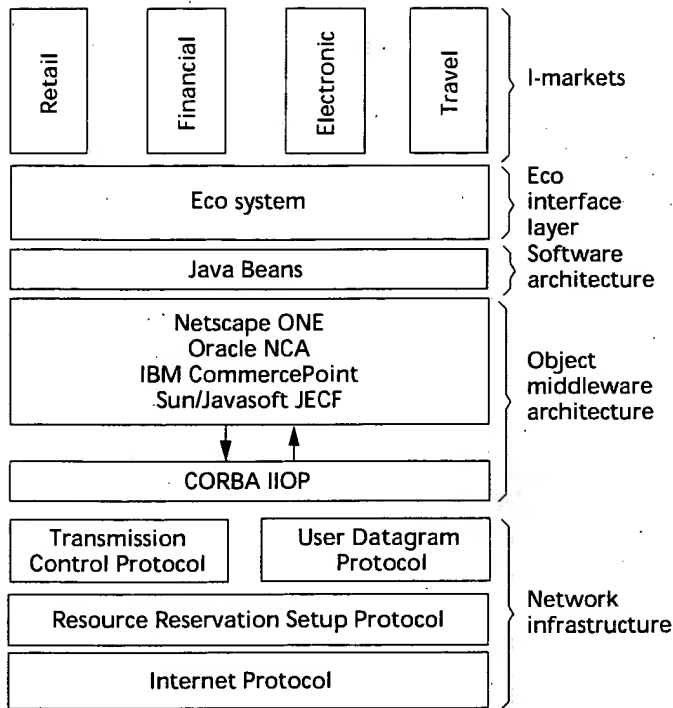 Retail
Financial
Electronic
Travel
I-markets
Eco system
Eco
interface
layer
Java Beans
Software
architecture
Netscape ONE
Oracle NCA
IBM CommercePoint
Sun/Javasoft JECF
Object
middleware
architecture
CORBA IIOP
Transmission
Control Protocol
User Datagram
Protocol
Resource Reservation Setup Protocol
Internet Protocol
Network
infrastructure